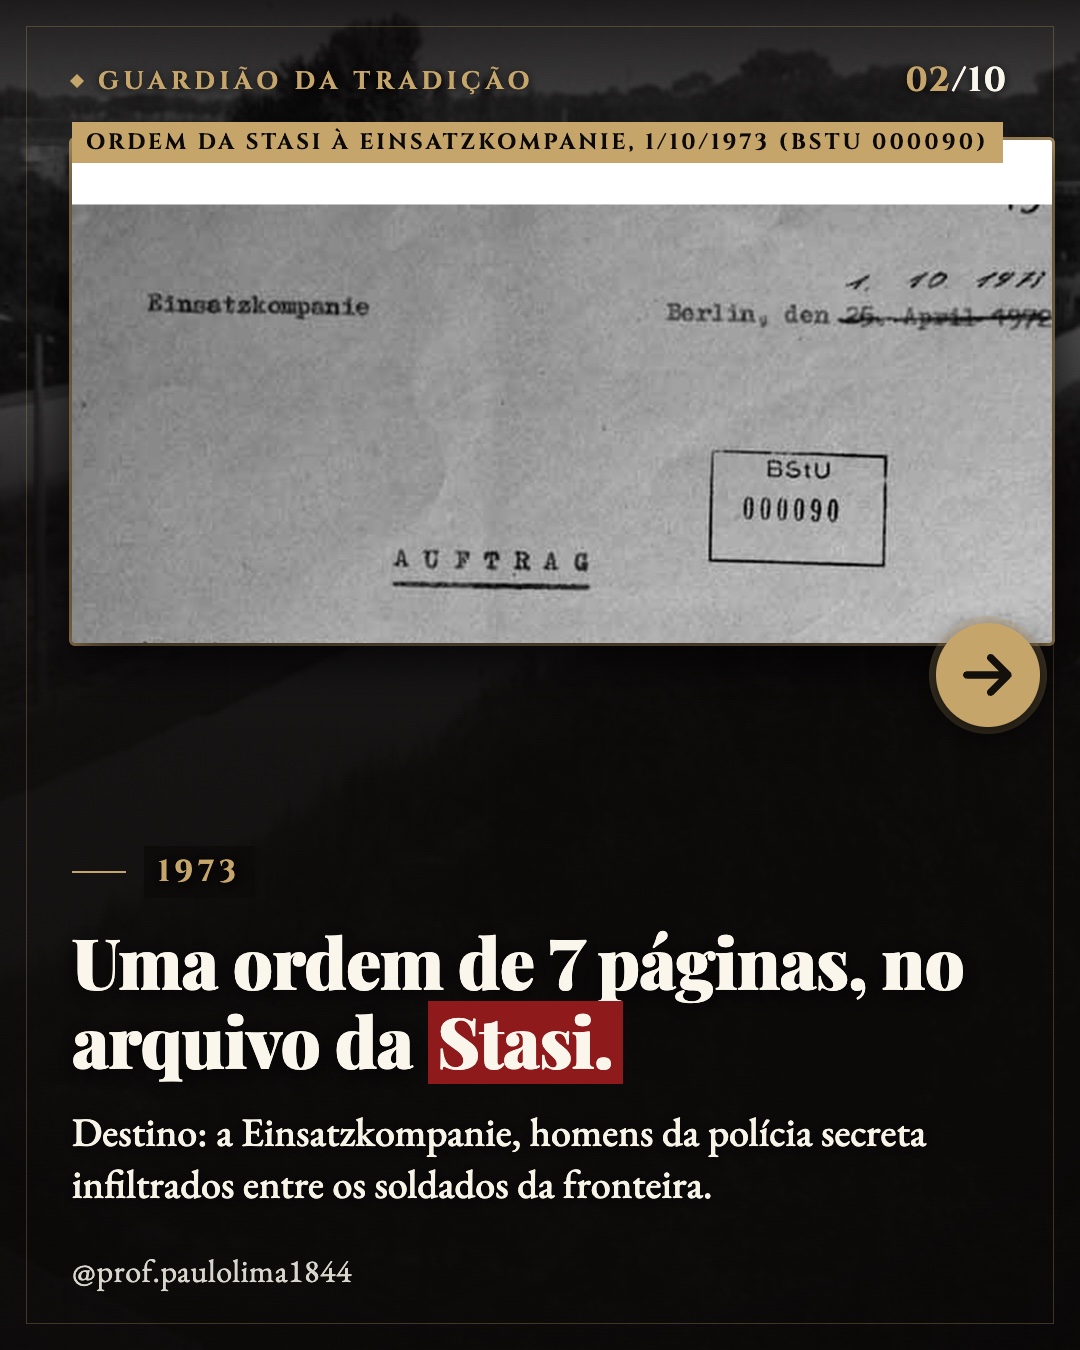 ◆ GUARDIÃO DA TRADIÇÃO
02/10
ORDEM DA STASI À EINSATZKOMPANIE, 1/10/1973 (BSTU 000090)
1. 10 1973
Einsatzkompanie
Berlin, den 25. April 1972
BStU
000090
AUFTRAG
1973
Uma ordem de 7 páginas, no
arquivo da Stasi.
Destino: a Einsatzkompanie, homens da polícia secreta
infiltrados entre os soldados da fronteira.
@prof.paulolima1844